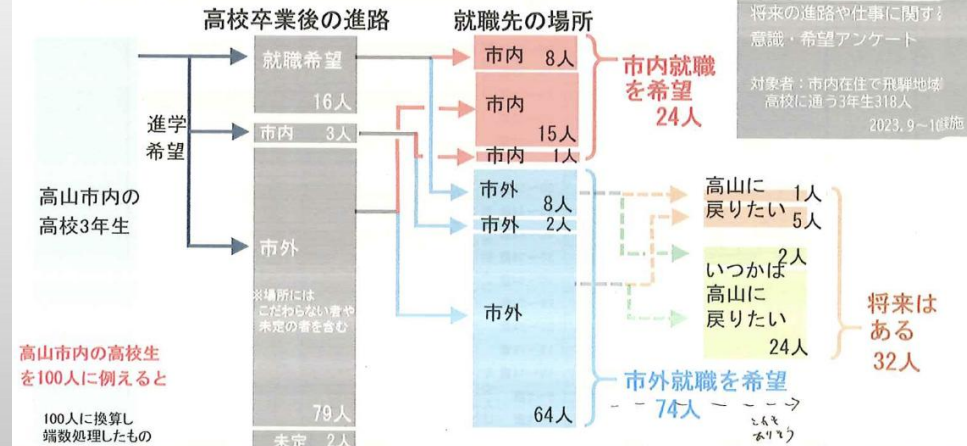 高校卒業後の進路
就職先の場所
将来の進路や仕事に関する
意識・希望アンケート
対象者：市内在住で飛騨地域
高校に通う3年生318人
2023.9～10実施
就職希望
16人
進学
希望
市内 3人
市外
※場所には
こだわらない者や
未定の者を含む
79人
未定 2人
高山市内の
高校3年生
高山市内の高校生
を100人に例えると
100人に換算し
端数処理したもの
市内 8人
市内
15人
市内 1人
市外
8人
市外 2人
市外
64人
市内就職
を希望
24人
高山に
戻りたい
1人
5人
2人
いつかは
高山に
戻りたい
24人
将来は
ある
32人
市外就職を希望
74人